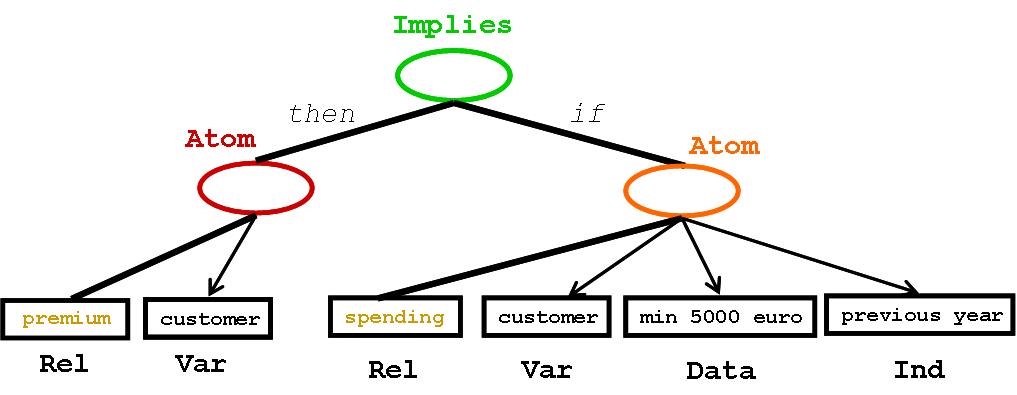 Implies
then
if
Atom
Atom
premium
customer
spending
customer
min 5000 euro
previous year
Rel
Var
Rel
Var
Data
Ind